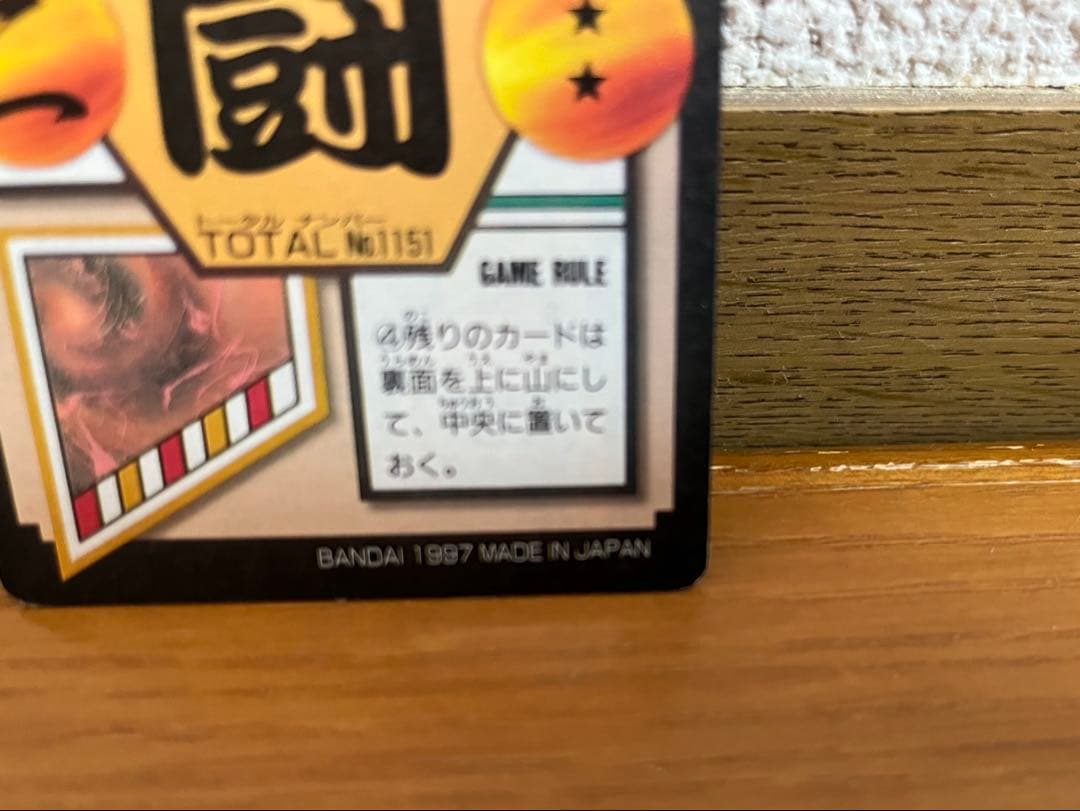 闘
トータル ナンバー
TOTAL №1151
GAME RULE
④残りのカードは
裏面を上に山にし
て、中央に置いて
おく。
BANDAI 1997 MADE IN JAPAN